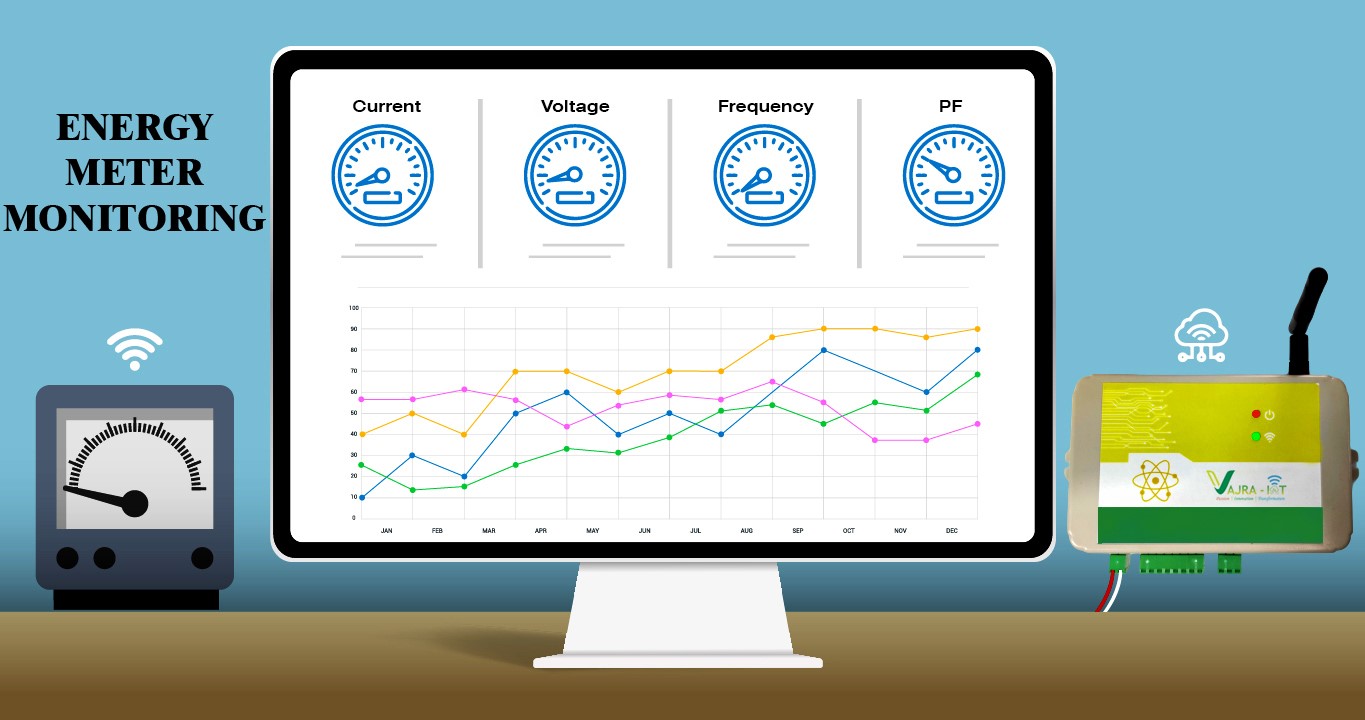 ENERGY
METER
MONITORING
Current Voltage Frequency PF
100
90
80
70
60
50
40
30
20
10
0
JAN FEB MAR APR MAY JUN JUL AUG SEP OCT NOV DEC
VAJRA - IoT